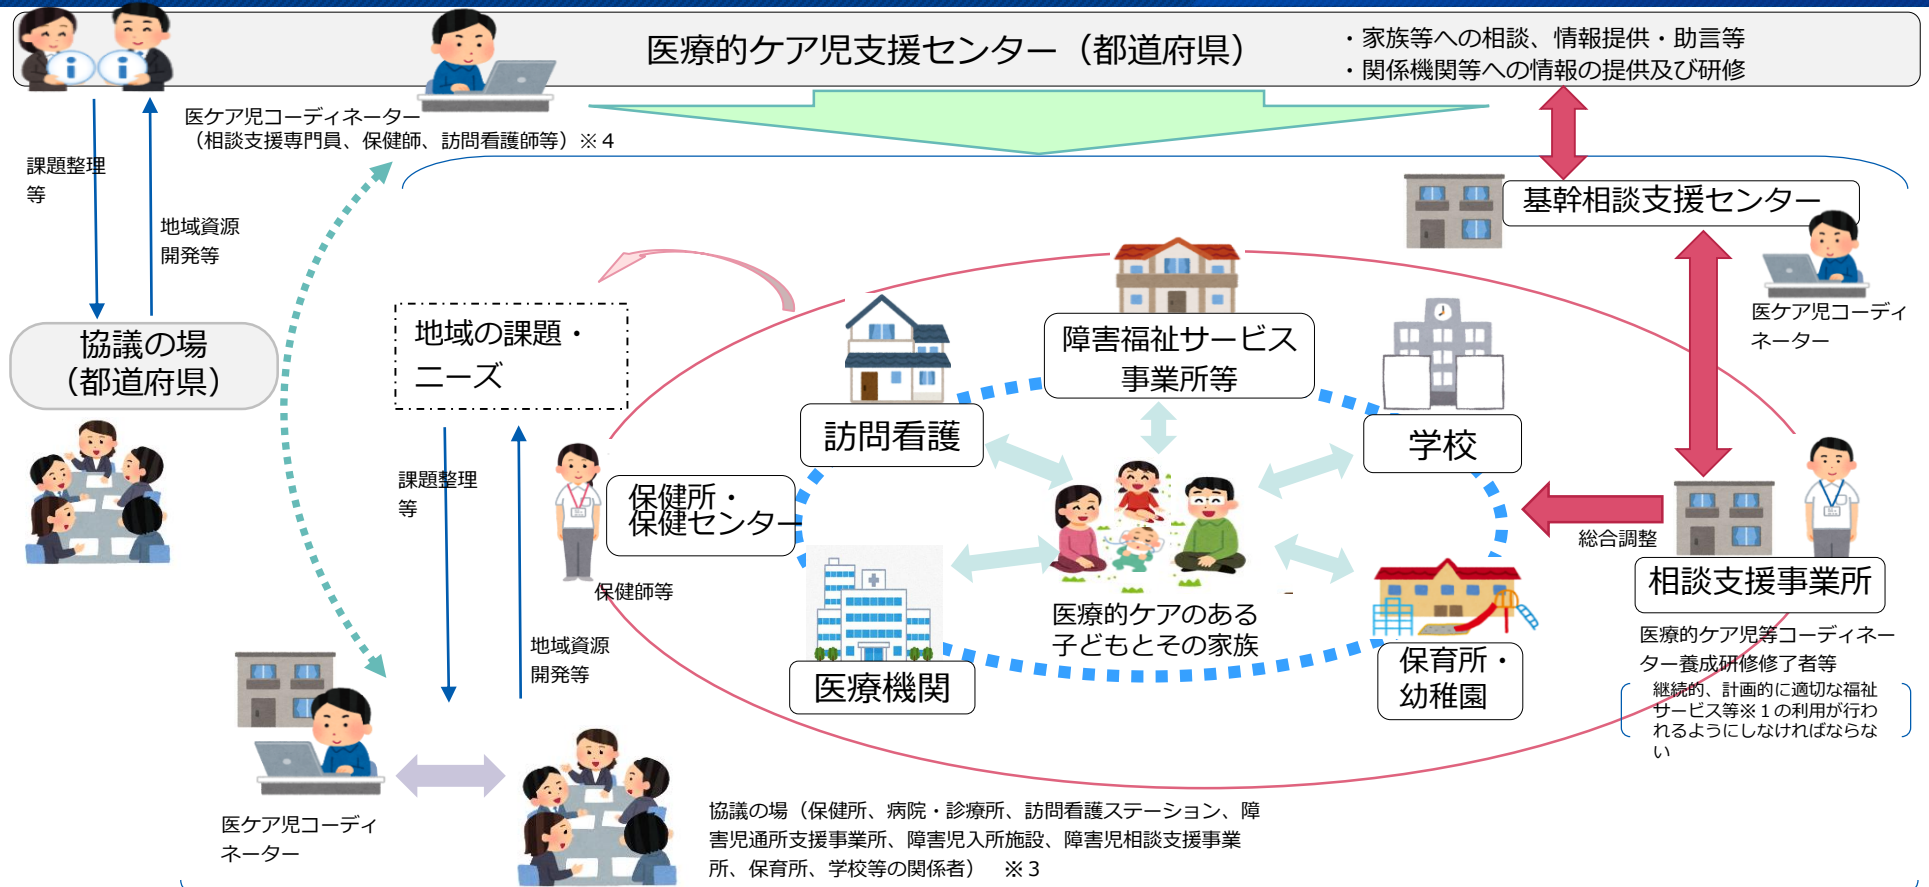 医療的ケア児支援センター（都道府県）
・家族等への相談、情報提供・助言等
・関係機関等への情報の提供及び研修
i i
医ケア児コーディネーター
（相談支援専門員、保健師、訪問看護師等）※４
課題整理
等
地域資源
開発等
協議の場
（都道府県）
基幹相談支援センター
医ケア児コーディ
ネーター
地域の課題・
ニーズ
障害福祉サービス
事業所等
訪問看護
学校
課題整理
等
保健所・
保健センター
保健師等
総合調整
相談支援事業所
医療的ケアのある
子どもとその家族
医療機関
保育所・
幼稚園
地域資源
開発等
医療的ケア児等コーディネー
ター養成研修修了者等
継続的、計画的に適切な福祉
サービス等※１の利用が行わ
れるようにしなければならな
い
医ケア児コーディ
ネーター
協議の場（保健所、病院・診療所、訪問看護ステーション、障
害児通所支援事業所、障害児入所施設、障害児相談支援事業
所、保育所、学校等の関係者）　※３